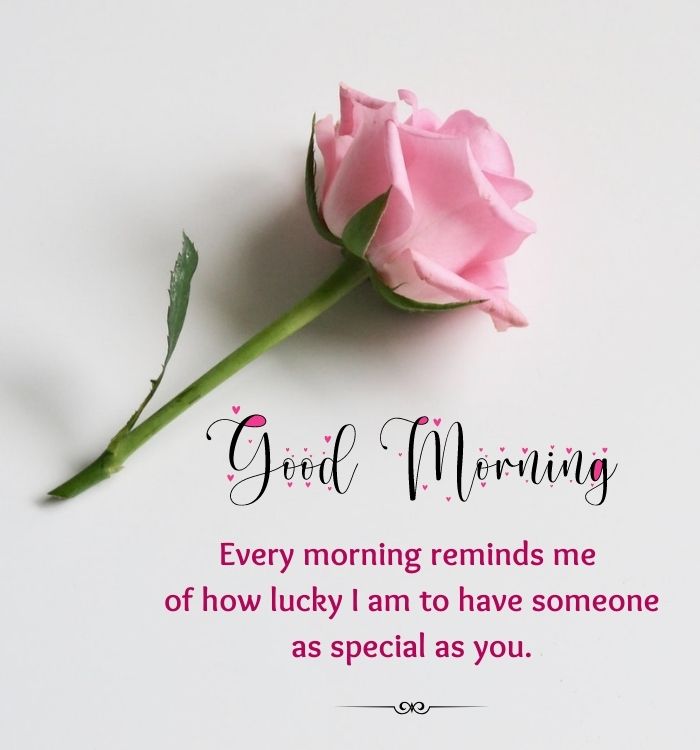 Good Morning
Every morning reminds me
of how lucky I am to have someone
as special as you.